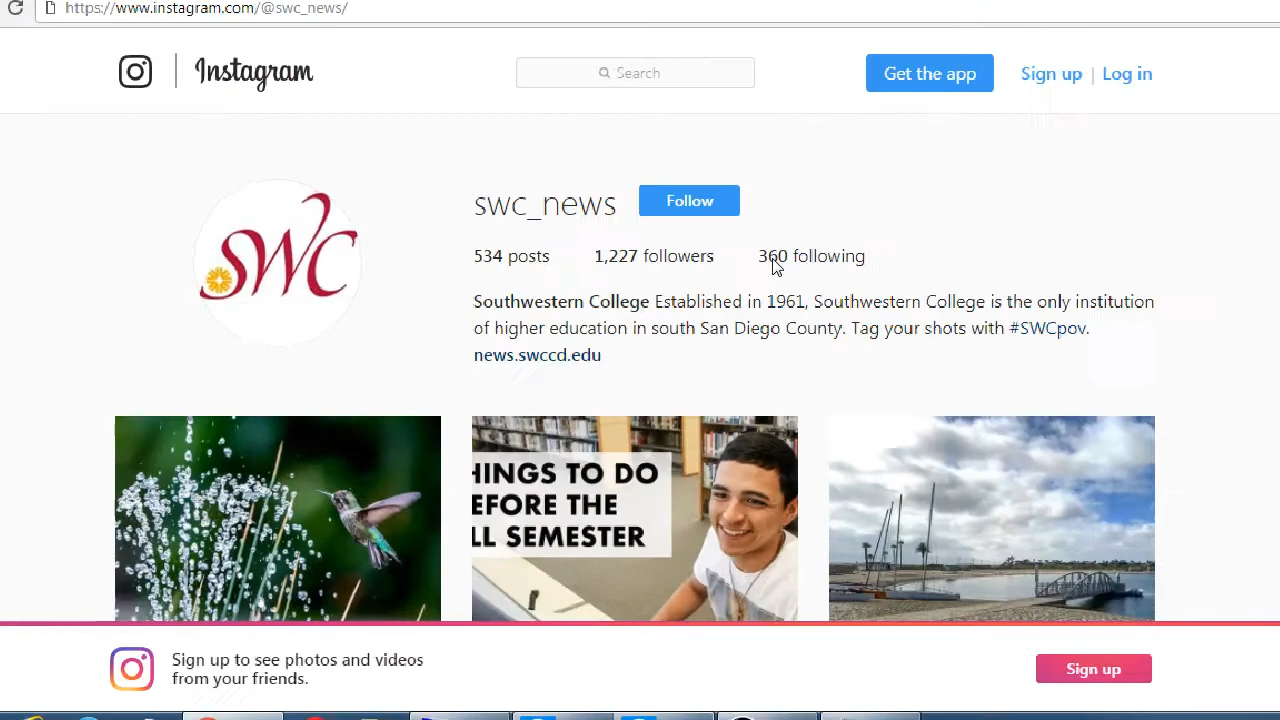 https://www.instagram.com/@swc_news/
Instagram
Search
Get the app
Sign up | Log in
SWC
swc_news
Follow
534 posts
1,227 followers
360 following
Southwestern College Established in 1961, Southwestern College is the only institution
of higher education in south San Diego County. Tag your shots with #SWCpov.
news.swccd.edu
HINGS TO DO
EFORE THE
LL SEMESTER
Sign up to see photos and videos
from your friends.
Sign up